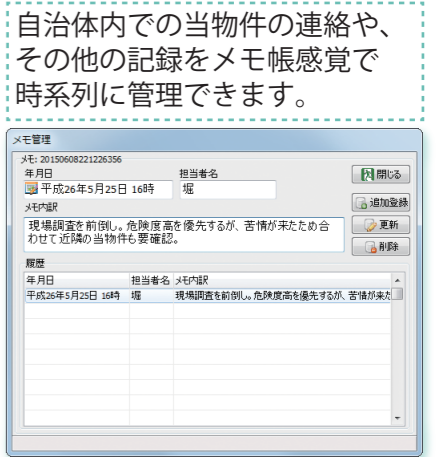 自治体内での当物件の連絡や、
その他の記録をメモ帳感覚で
時系列に管理できます。
メモ管理
メモ: 20150608221226356
年月日 担当者名
平成26年5月25日 16時 堀
メモ内訳
現場調査を前倒し。危険度高を優先するが、苦情が来たため合
わせて近隣の当物件も要確認。
閉じる
追加登録
更新
削除
履歴
年月日 担当者名 メモ内訳
平成26年5月25日 16時 堀 現場調査を前倒し。危険度高を優先するが、苦情が来た